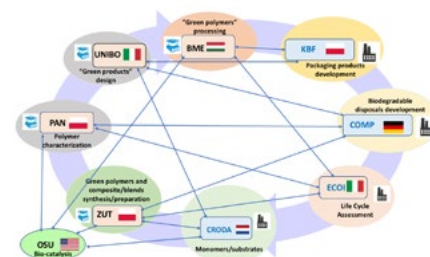 "Green polymers"
processing
BME
KBF
Packaging products
development
UNIBO
"Green products"
design
Biodegradable
disposals development
COMP
PAN
Polymer
characterization
ECOI
Life Cycle
Assessment
Green polymers and
composite/blends
synthesis/preparation
ZUT
CRODA
Monomers/substrates
OSU
Bio-catalysis